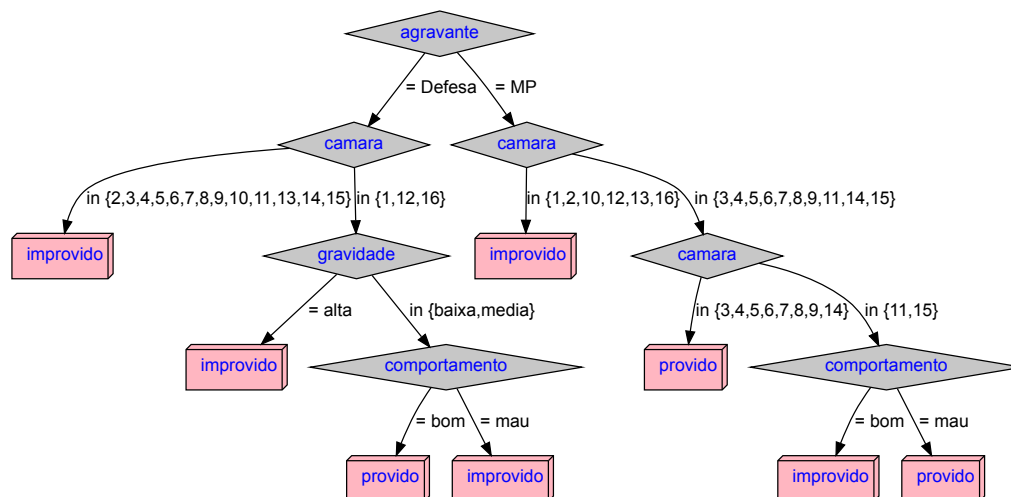 agravante
= Defesa
= MP
camara
camara
in {2,3,4,5,6,7,8,9,10,11,13,14,15}
in {1,12,16}
in {1,2,10,12,13,16}
in {3,4,5,6,7,8,9,11,14,15}
improvido
gravidade
improvido
camara
= alta
in {baixa,media}
in {3,4,5,6,7,8,9,14}
in {11,15}
improvido
comportamento
provido
comportamento
= bom
= mau
= bom
= mau
provido
improvido
improvido
provido